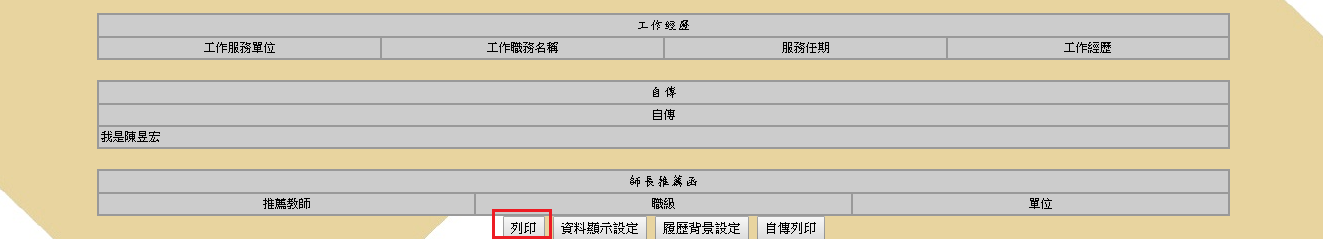 工作經歷
工作服務單位 工作職務名稱 服務任期 工作經歷
自傳
自傳
我是陳昱宏
師長推薦函
推薦教師 職級 單位
列印 資料顯示設定 履歷背景設定 自傳列印